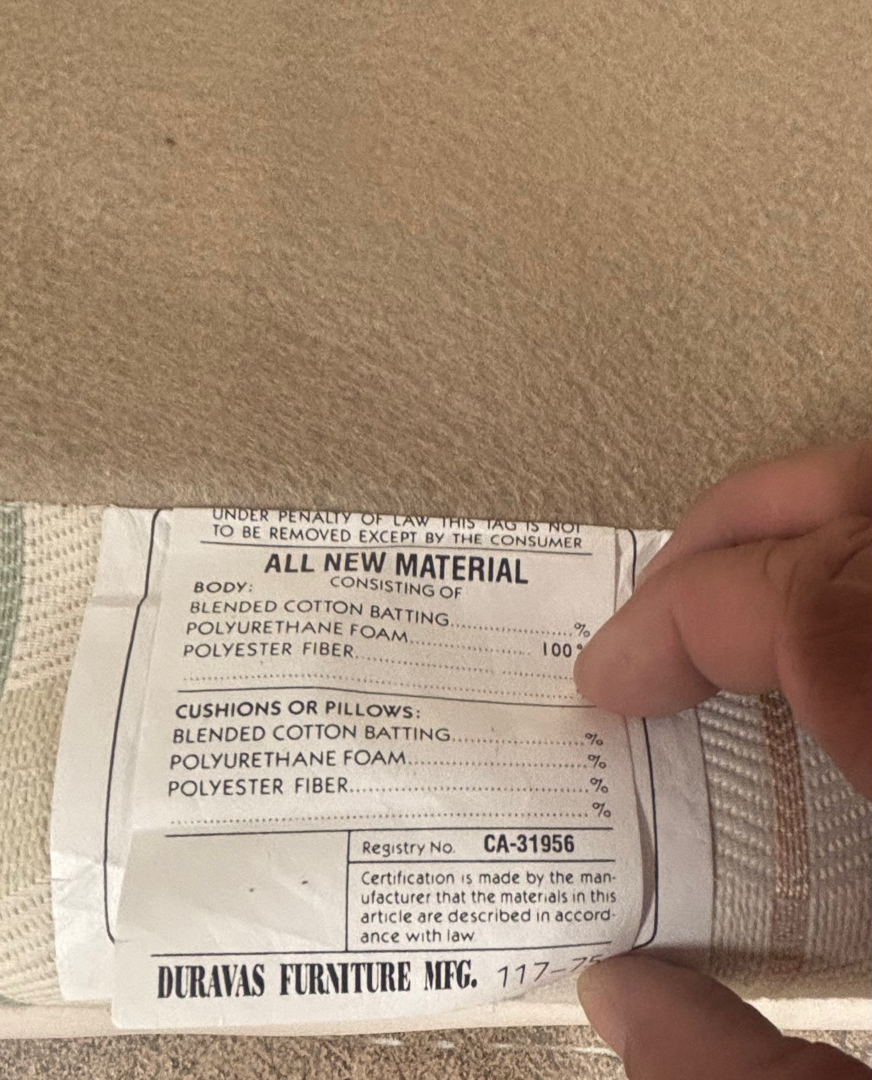 UNDER PENALTY OF LAW THIS TAG IS NOT
TO BE REMOVED EXCEPT BY THE CONSUMER
ALL NEW MATERIAL
CONSISTING OF
BODY:
BLENDED COTTON BATTING..............................%
POLYURETHANE FOAM.......................... 100%
POLYESTER FIBER..............................
CUSHIONS OR PILLOWS:
BLENDED COTTON BATTING..........................%
POLYURETHANE FOAM...................................%
POLYESTER FIBER..............................................%
..............................................................................%
Registry No. CA-31956
Certification is made by the man-
ufacturer that the materials in this
article are described in accord-
ance with law
DURAVAS FURNITURE MFG. 117-75